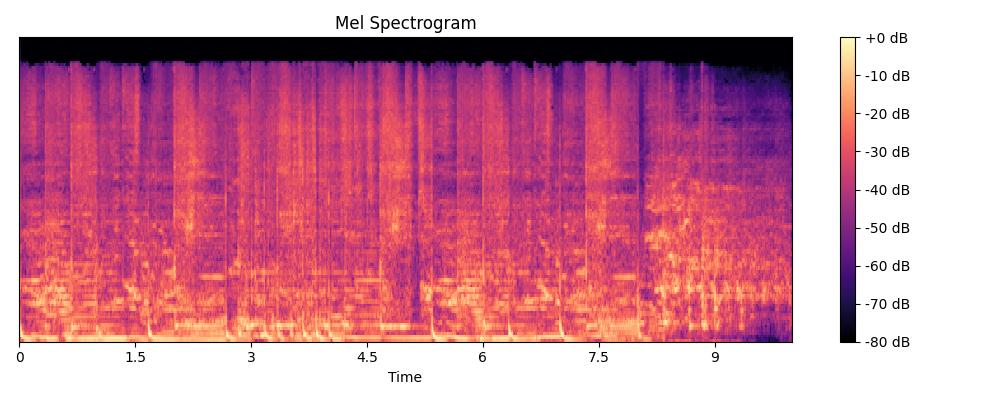 Mel Spectrogram
+0 dB
-10 dB
-20 dB
-30 dB
-40 dB
-50 dB
-60 dB
-70 dB
-80 dB
0 1.5 3 4.5 6 7.5 9
Time